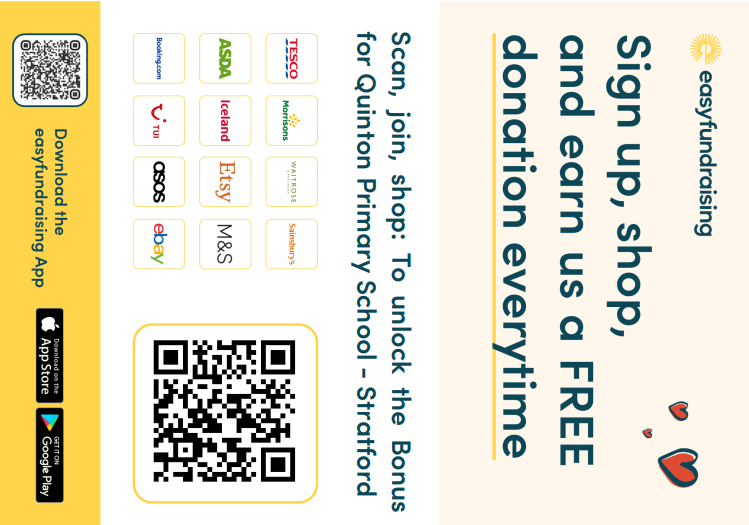 easyfundraising
Sign up, shop,
and earn us a FREE
donation everytime
Scan, join, shop: To unlock the Bonus
for Quinton Primary School - Stratford
TESCO
Morrisons
WAITROSE
Sainsbury's
ASDA
Iceland
Etsy
M&S
Booking.com
TUI
asos
ebay
Download the
easyfundraising App
Download on the
App Store
GET IT ON
Google Play